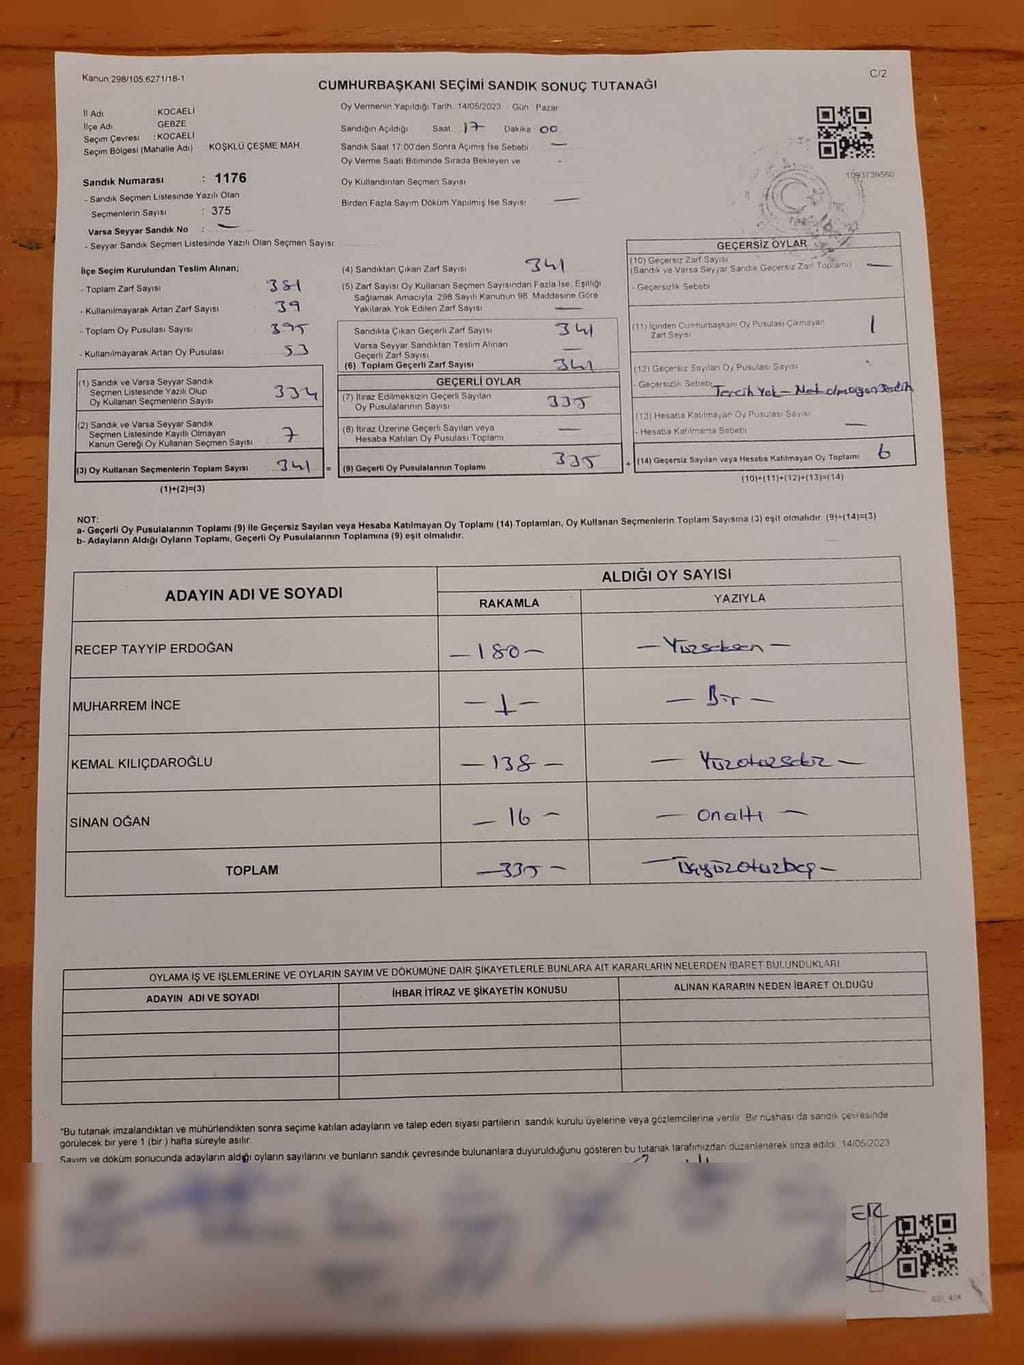 Kanun:298/105,6271/18-1
C/2
CUMHURBAŞKANI SEÇİMİ SANDIK SONUÇ TUTANAĞI
İl Adı KOCAELİ
İlçe Adı GEBZE
Seçim Çevresi : KOCAELİ
Seçim Bölgesi (Mahalle Adı) KÖŞKLÜ ÇEŞME MAH
Sandık Numarası : 1176
- Sandık Seçmen Listesinde Yazılı Olan
Seçmenlerin Sayısı : 375
Varsa Seyyar Sandık No : —
- Seyyar Sandık Seçmen Listesinde Yazılı Olan Seçmen Sayısı
Oy Vermenin Yapıldığı Tarih 14/05/2023 Gün Pazar
Sandığın Açıldığı Saat 17 Dakika 00
Sandık Saat 17.00'den Sonra Açımış İse Sebebi —
Oy Verme Saati Bitiminde Sırada Bekleyen ve
Oy Kullandırılan Seçmen Sayısı
Birden Fazla Sayım Döküm Yapılmış İse Sayısı —
1093739560
İlçe Seçim Kurulundan Teslim Alınan;
- Toplam Zarf Sayısı 381
- Kullanılmayarak Artan Zarf Sayısı 39
- Toplam Oy Pusulası Sayısı 395
- Kullanılmayarak Artan Oy Pusulası 53
(1) Sandık ve Varsa Seyyar Sandık
Seçmen Listesinde Yazılı Olup
Oy Kullanan Seçmenlerin Sayısı 334
(2) Sandık ve Varsa Seyyar Sandık
Seçmen Listesinde Kayıtlı Olmayan
Kanun Gereği Oy Kullanan Seçmen Sayısı 7
(3) Oy Kullanan Seçmenlerin Toplam Sayısı 341 =
(1)+(2)=(3)
(4) Sandıktan Çıkan Zarf Sayısı 341
(5) Zarf Sayısı Oy Kullanan Seçmen Sayısından Fazla İse, Eşitliği
Sağlamak Amacıyla, 298 Sayılı Kanunun 98. Maddesine Göre
Yakılarak Yok Edilen Zarf Sayısı —
Sandıkta Çıkan Geçerli Zarf Sayısı 341
Varsa Seyyar Sandıktan Teslim Alınan
Geçerli Zarf Sayısı —
(6) Toplam Geçerli Zarf Sayısı 341
GEÇERLİ OYLAR
(7) İtiraz Edilmeksizin Geçerli Sayılan
Oy Pusulalarının Sayısı 335
(8) İtiraz Üzerine Geçerli Sayılan veya
Hesaba Katılan Oy Pusulası Toplamı —
(9) Geçerli Oy Pusulalarının Toplamı 335 +
GEÇERSİZ OYLAR
(10) Geçersiz Zarf Sayısı
(Sandık ve Varsa Seyyar Sandık Geçersiz Zarf Toplamı) —
- Geçersizlik Sebebi
(11) İçinden Cumhurbaşkanı Oy Pusulası Çıkmayan
Zarf Sayısı 1
(12) Geçersiz Sayılan Oy Pusulası Sayısı
- Geçersizlik Sebebi Tercih Yok -
(13) Hesaba Katılmayan Oy Pusulası Sayısı —
- Hesaba Katılmama Sebebi
(14) Geçersiz Sayılan veya Hesaba Katılmayan Oy Toplamı 6
(10)+(11)+(12)+(13)=(14)
NOT:
a- Geçerli Oy Pusulalarının Toplamı (9) ile Geçersiz Sayılan veya Hesaba Katılmayan Oy Toplamı (14) Toplamları, Oy Kullanan Seçmenlerin Toplam Sayısına (3) eşit olmalıdır. (9)+(14)=(3)
b- Adayların Aldığı Oyların Toplamı, Geçerli Oy Pusulalarının Toplamına (9) eşit olmalıdır.
ADAYIN ADI VE SOYADI ALDIĞI OY SAYISI
RAKAMLA YAZIYLA
RECEP TAYYİP ERDOĞAN — 180 — — Yüzseksen —
MUHARREM İNCE — 1 — — Bir —
KEMAL KILIÇDAROĞLU — 138 — — Yüzotuzsekiz —
SİNAN OĞAN — 16 — — Onaltı —
TOPLAM — 335 — — Üçyüzotuzbeş —
OYLAMA İŞ VE İŞLEMLERİNE VE OYLARIN SAYIM VE DÖKÜMÜNE DAİR ŞİKAYETLERLE BUNLARA AİT KARARLARIN NELERDEN İBARET BULUNDUKLARI
ADAYIN ADI VE SOYADI İHBAR İTİRAZ VE ŞİKAYETİN KONUSU ALINAN KARARIN NEDEN İBARET OLDUĞU
*Bu tutanak imzalandıktan ve mühürlendikten sonra seçime katılan adayların ve talep eden siyasi partilerin sandık kurulu üyelerine veya gözlemcilerine verilir. Bir nüshası da sandık çevresinde
görülecek bir yere 1 (bir) hafta süreyle asılır.
Sayım ve döküm sonucunda adayların aldığı oyların sayılarını ve bunların sandık çevresinde bulunanlara duyurulduğunu gösteren bu tutanak tarafımızdan düzenlenerek imza edildi. 14/05/2023
ER